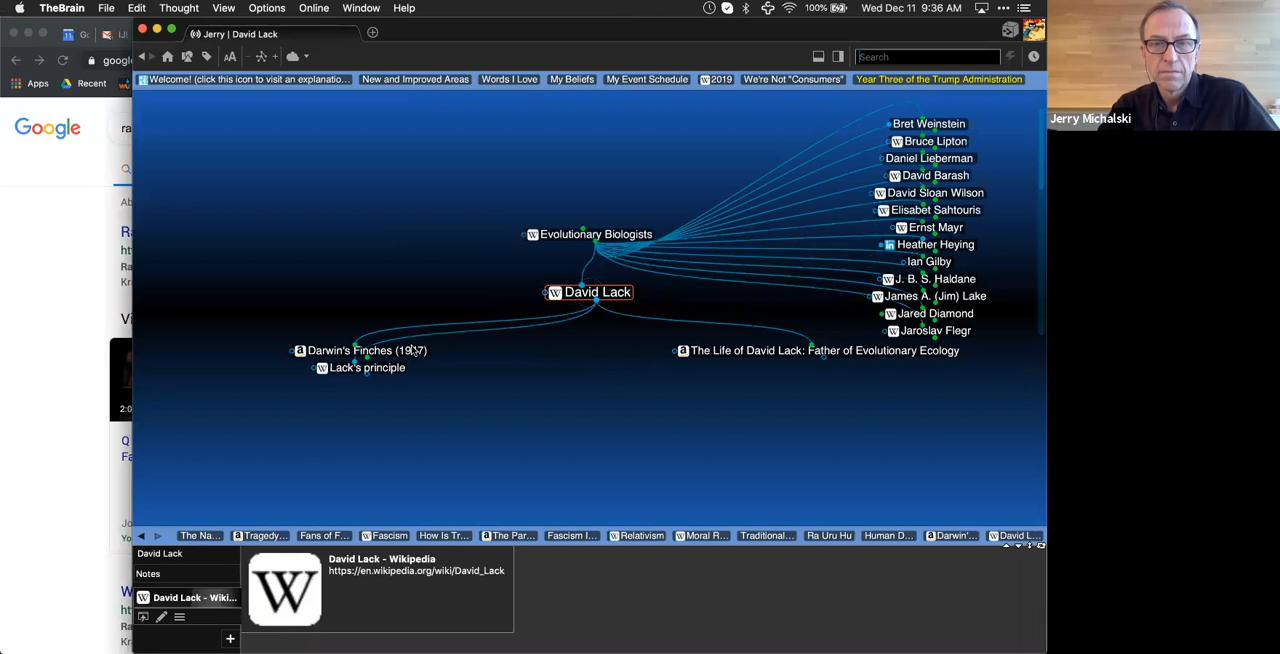 TheBrain File Edit Thought View Options Online Window Help 100% Wed Dec 11 9:36 AM
Jerry | David Lack
Search
Welcome! (click this icon to visit an explanatio... New and Improved Areas Words I Love My Beliefs My Event Schedule 2019 We're Not "Consumers" Year Three of the Trump Administration
googl
Apps Recent
Google
ra
Jerry Michalski
Bret Weinstein
Bruce Lipton
Daniel Lieberman
David Barash
David Sloan Wilson
Elisabet Sahtouris
Evolutionary Biologists
Ernst Mayr
Heather Heying
Ian Gilby
J. B. S. Haldane
David Lack
James A. (Jim) Lake
Jared Diamond
Jaroslav Flegr
Darwin's Finches
The Life of David Lack: Father of Evolutionary Ecology
Lack's principle
2:0
The Na... Tragedy... Fans of F... Fascism How Is Tr... The Par... Fascism I... Relativism Moral R... Traditional... Ra Uru Hu Human D... Darwin'... David L...
David Lack
Notes
David Lack - Wiki...
David Lack - Wikipedia
https://en.wikipedia.org/wiki/David_Lack